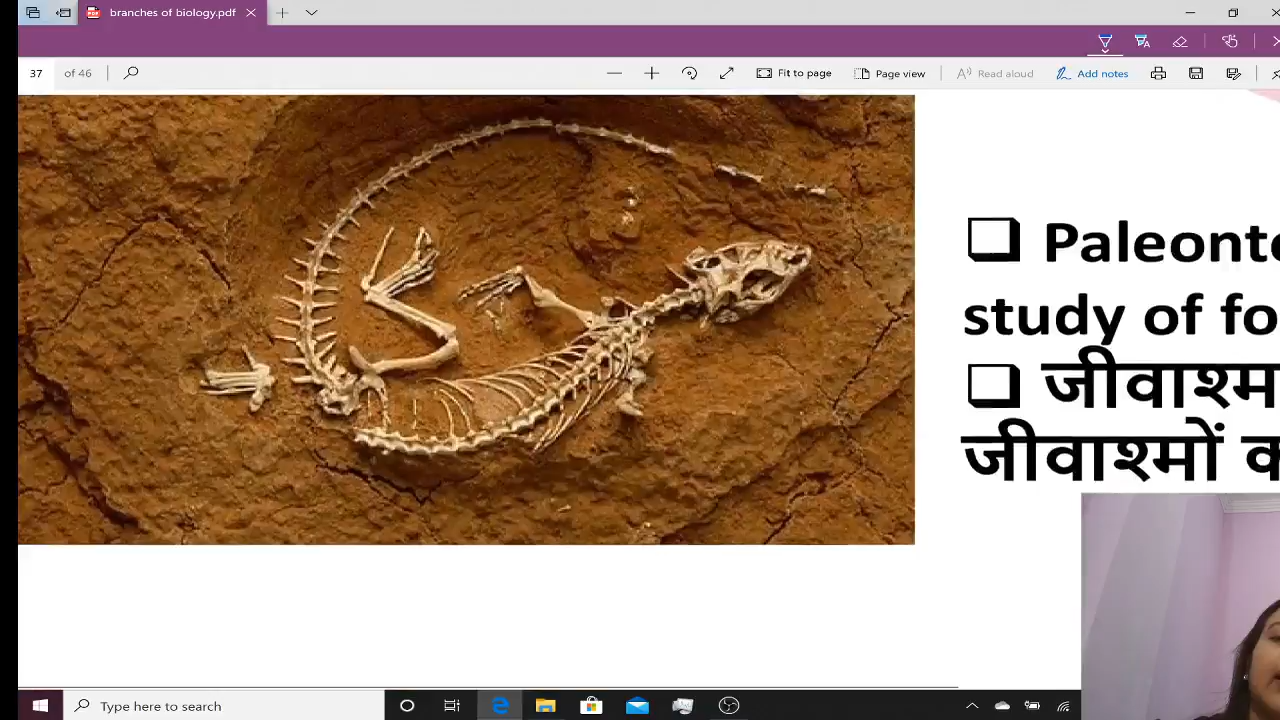 branches of biology.pdf
37 of 46 Fit to page Page view Read aloud Add notes
Paleonto
study of fo
जीवाश्म
जीवाश्मों क
Type here to search